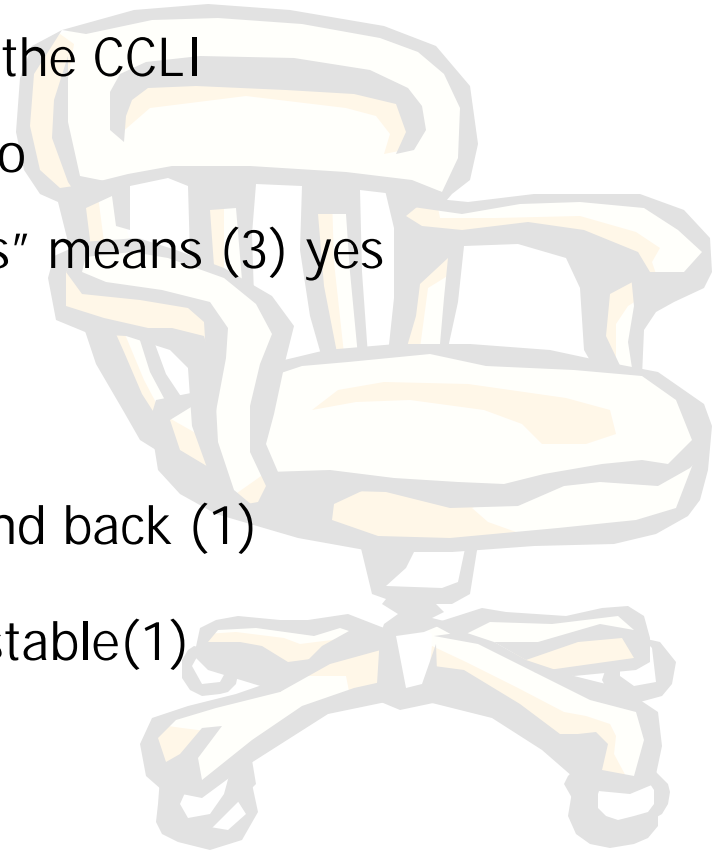 the CCLI
o
s” means (3) yes
nd back (1)
stable(1)